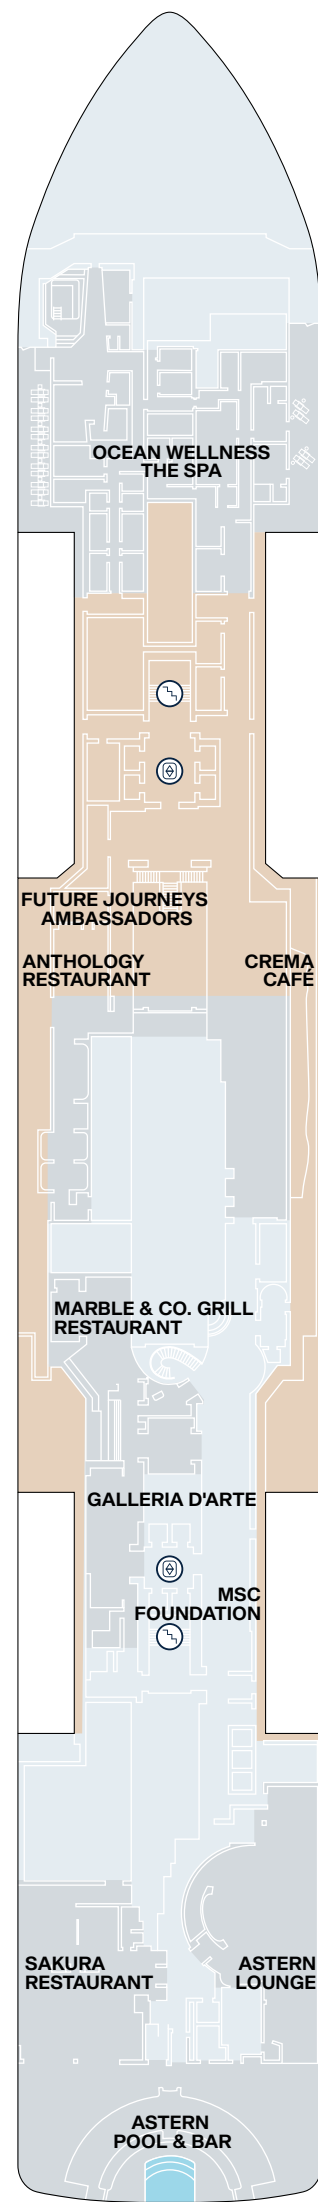 OCEAN WELLNESS
THE SPA
FUTURE JOURNEYS
AMBASSADORS
ANTHOLOGY
RESTAURANT
CREMA
CAFÉ
MARBLE & CO. GRILL
RESTAURANT
GALLERIA D'ARTE
MSC
FOUNDATION
SAKURA
RESTAURANT
ASTERN
LOUNGE
ASTERN
POOL & BAR